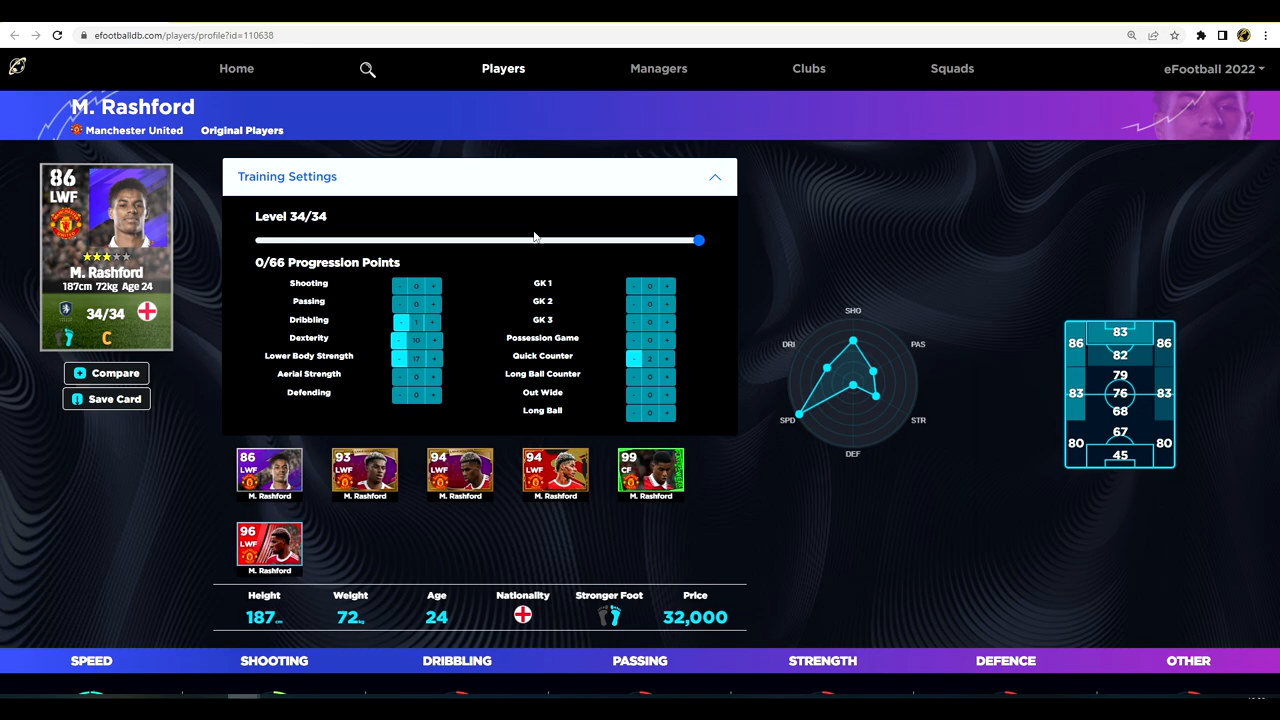 efootballdb.com/players/profile?id=110638
Home
Players
Managers
Clubs
Squads
eFootball 2022
M. Rashford
Manchester United
Original Players
86
LWF
M. Rashford
187cm 72kg Age 24
34/34
C
Compare
Save Card
Training Settings
Level 34/34
0/66 Progression Points
Shooting - 0 + GK 1 - 0 +
Passing - 0 + GK 2 - 0 +
Dribbling - 1 + GK 3 - 0 +
Dexterity - 10 + Possession Game - 0 +
Lower Body Strength - 17 + Quick Counter - 2 +
Aerial Strength - 0 + Long Ball Counter - 0 +
Defending - 0 + Out Wide - 0 +
Long Ball - 0 +
86 LWF M. Rashford
93 LWF M. Rashford
94 LWF M. Rashford
94 LWF M. Rashford
99 CF M. Rashford
96 LWF M. Rashford
Height Weight Age Nationality Stronger Foot Price
187cm 72kg 24 32,000
SHO
DRI PAS
SPD STR
DEF
83
86 86
82
79
83 76 83
68
67
80 80
45
SPEED SHOOTING DRIBBLING PASSING STRENGTH DEFENCE OTHER